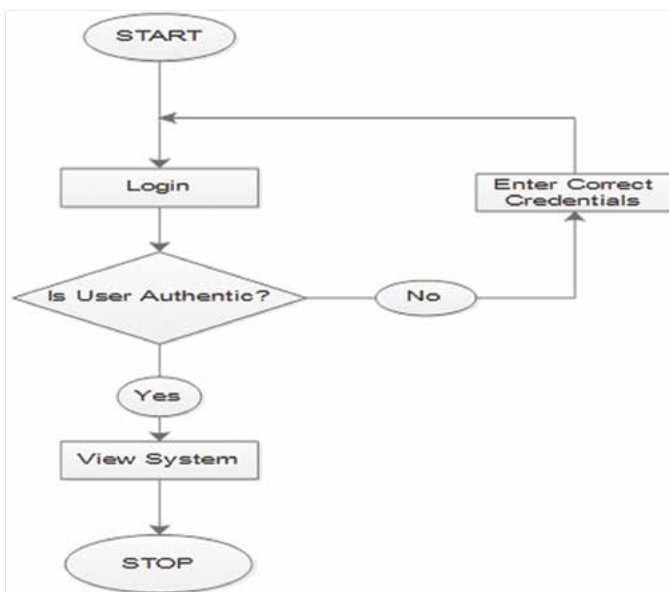 START
Login
Enter Correct
Credentials
Is User Authentic?
No
Yes
View System
STOP